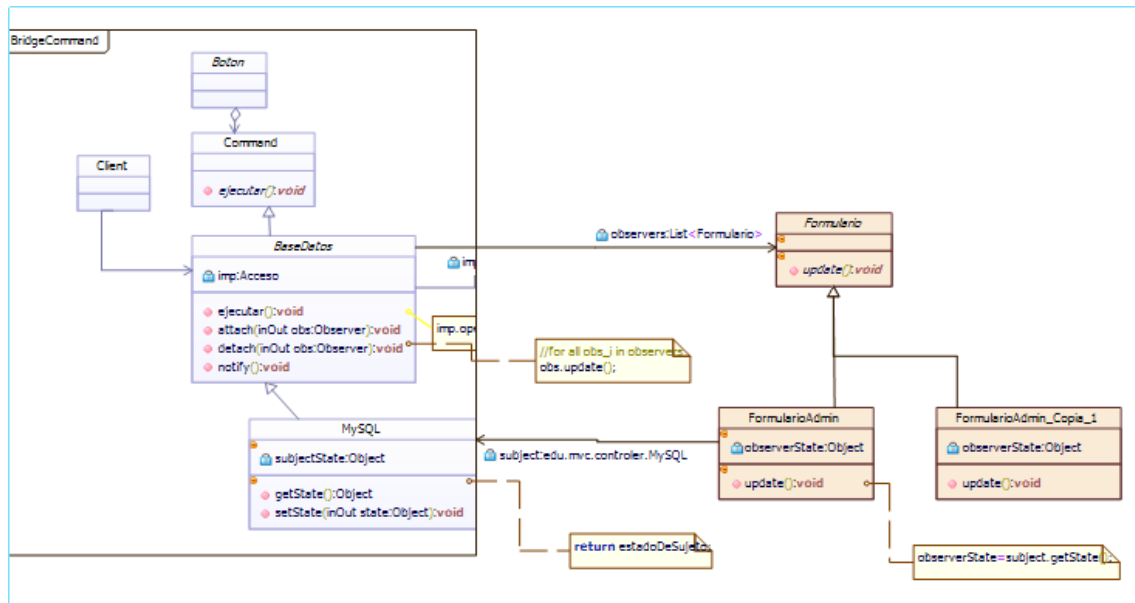 BridgeCommand
Boton
Command
ejecutar():void
Client
BaseDatos
imp:Acceso
ejecutar():void
attach(inOut obs:Observer):void
detach(inOut obs:Observer):void
notify():void
observers:List<Formulario>
Formulario
update():void
//for all obs_i in observers
obs.update();
MySQL
subjectState:Object
getState():Object
setState(inOut state:Object):void
subject:edu.mvc.controler.MySQL
return estadoDeSujeto;
FormularioAdmin
observerState:Object
update():void
FormularioAdmin_Copia_1
observerState:Object
update():void
observerState=subject.getState();